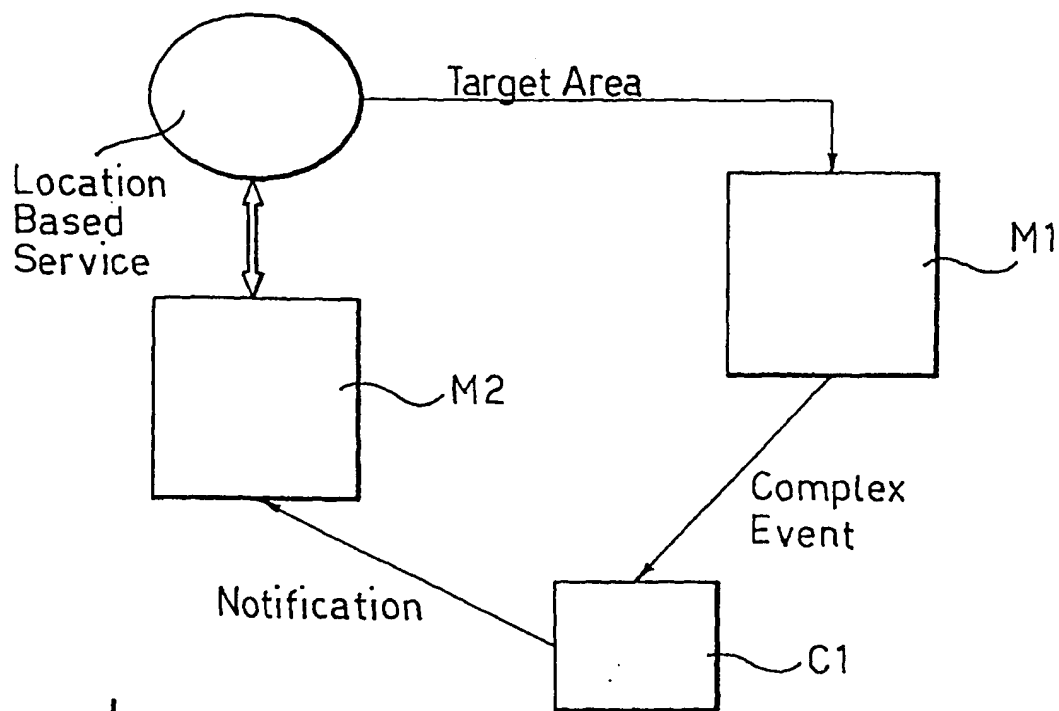 Target Area
Location
Based
Service
M1
M2
Complex
Event
Notification
C1